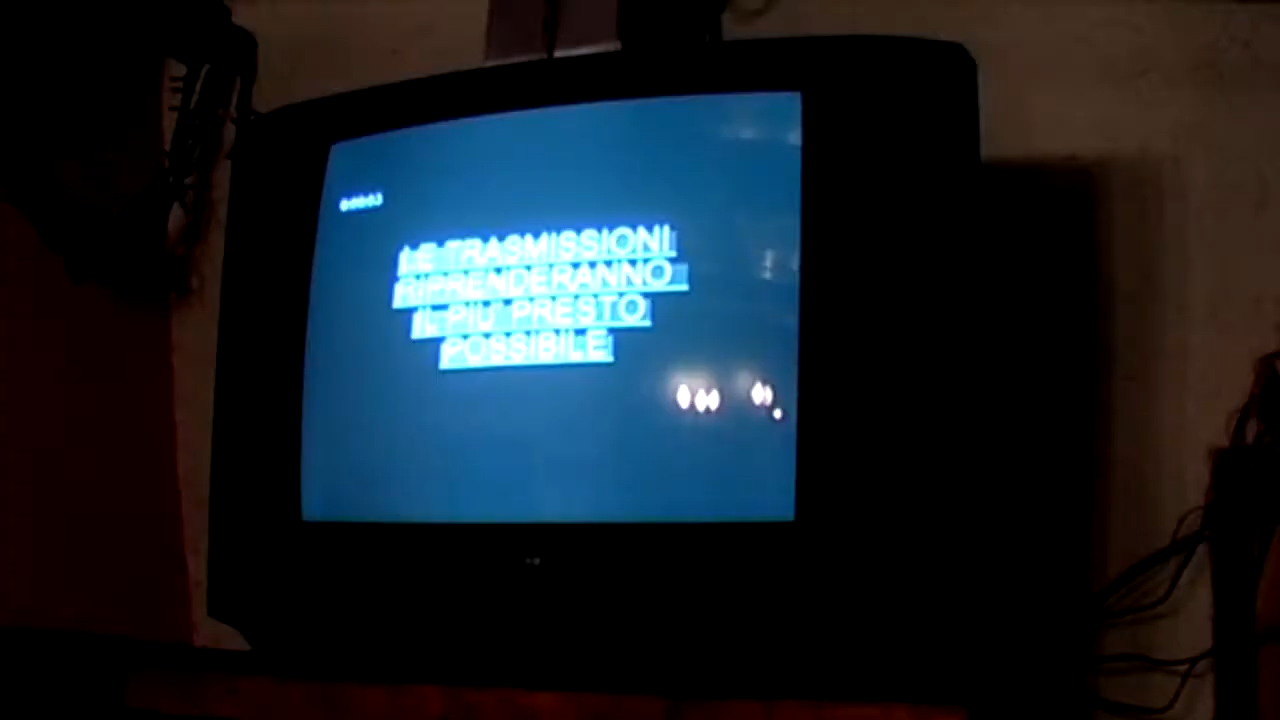 LE TRASMISSIONI
RIPRENDERANNO
IL PIU' PRESTO
POSSIBILE